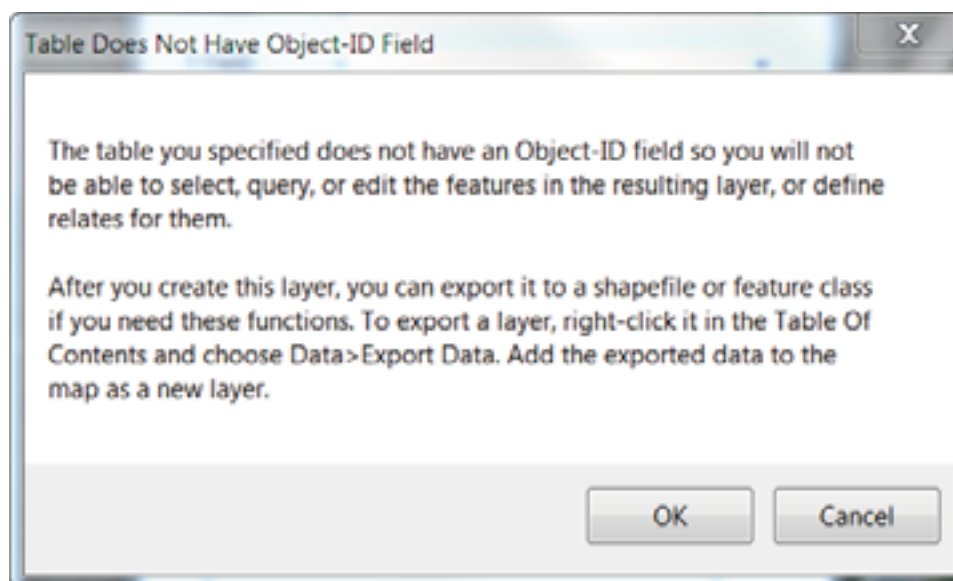 Table Does Not Have Object-ID Field
X
The table you specified does not have an Object-ID field so you will not
be able to select, query, or edit the features in the resulting layer, or define
relates for them.
After you create this layer, you can export it to a shapefile or feature class
if you need these functions. To export a layer, right-click it in the Table Of
Contents and choose Data>Export Data. Add the exported data to the
map as a new layer.
OK
Cancel